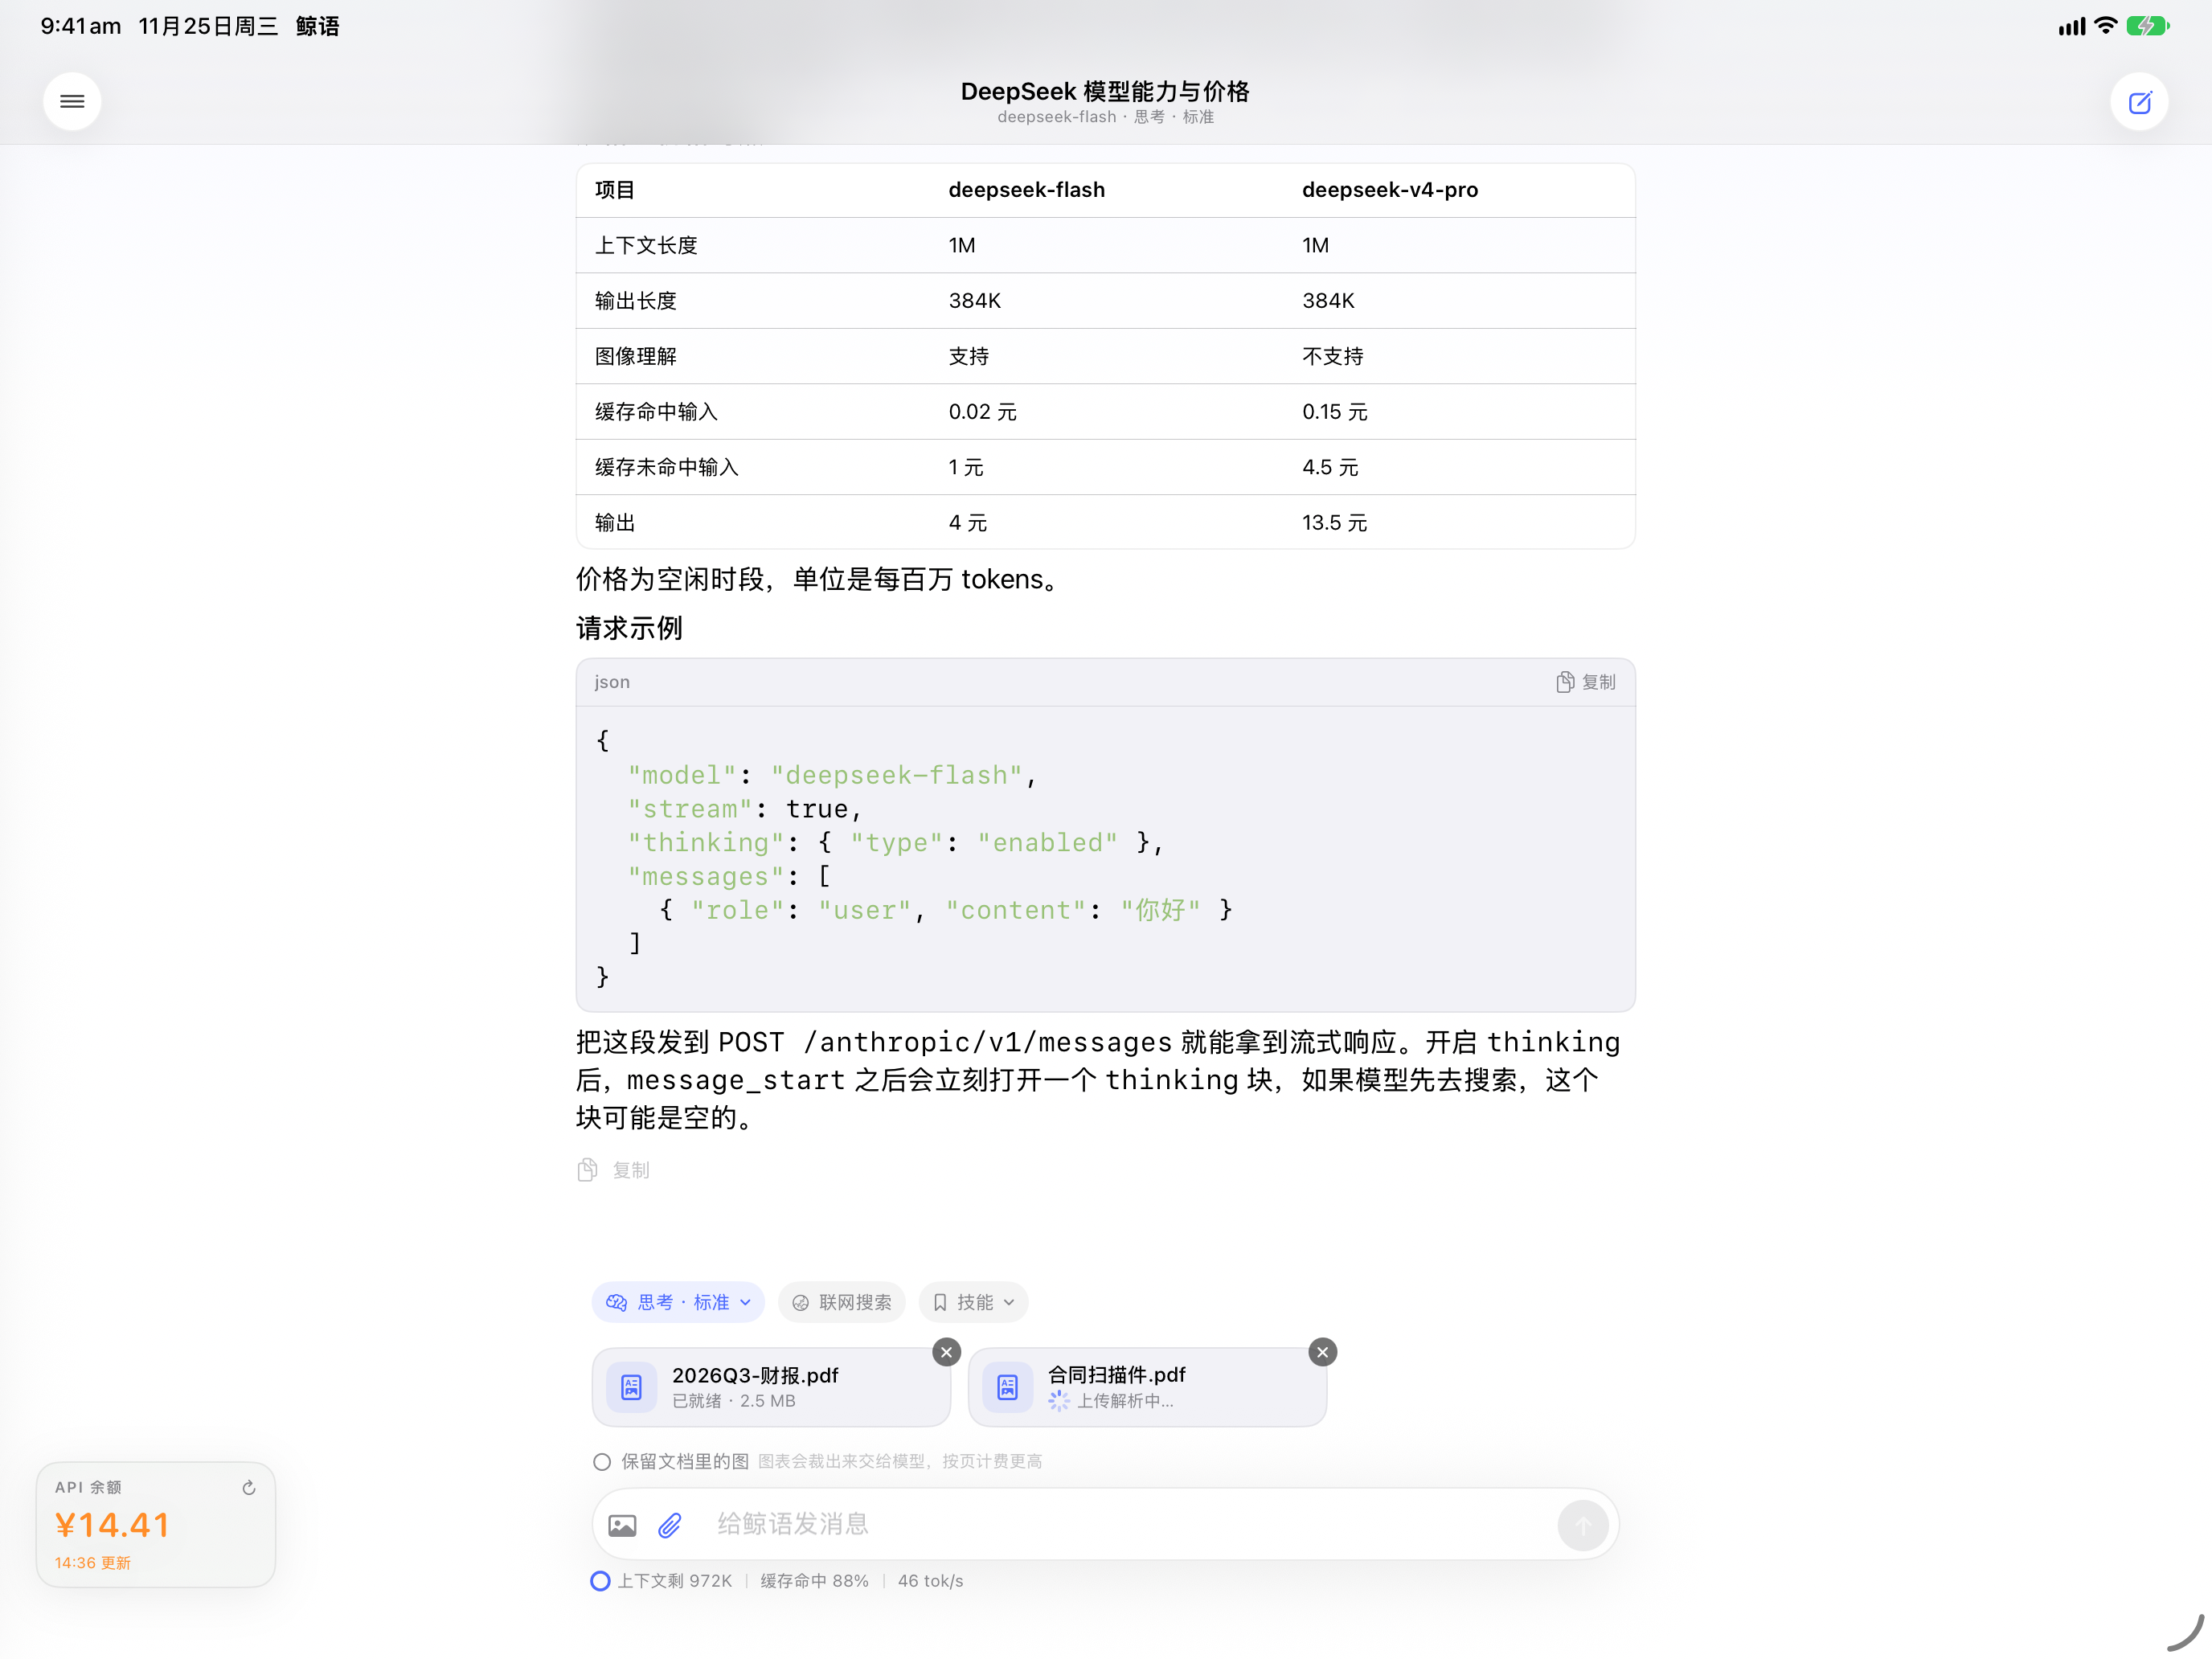 9:41am 11月25日周三 鲸语
DeepSeek 模型能力与价格
deepseek-flash · 思考 · 标准
项目 deepseek-flash deepseek-v4-pro
上下文长度 1M 1M
输出长度 384K 384K
图像理解 支持 不支持
缓存命中输入 0.02 元 0.15 元
缓存未命中输入 1 元 4.5 元
输出 4 元 13.5 元
价格为空闲时段，单位是每百万 tokens。
请求示例
json 复制
{
  "model": "deepseek-flash",
  "stream": true,
  "thinking": { "type": "enabled" },
  "messages": [
    { "role": "user", "content": "你好" }
  ]
}
把这段发到 POST /anthropic/v1/messages 就能拿到流式响应。开启 thinking
后，message_start 之后会立刻打开一个 thinking 块，如果模型先去搜索，这个
块可能是空的。
复制
思考 · 标准 联网搜索 技能
2026Q3-财报.pdf
已就绪 · 2.5 MB
合同扫描件.pdf
上传解析中...
保留文档里的图 图表会裁出来交给模型，按页计费更高
给鲸语发消息
上下文剩 972K | 缓存命中 88% | 46 tok/s
API 余额
¥14.41
14:36 更新